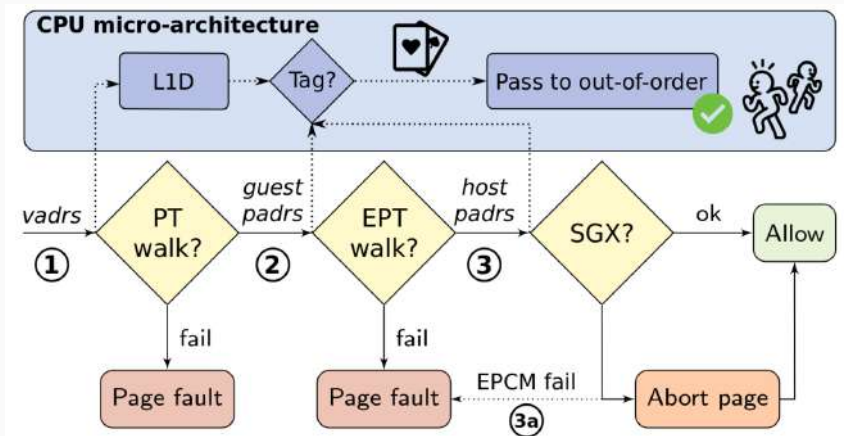 CPU micro-architecture
L1D
Tag?
Pass to out-of-order
vadrs
①
PT
walk?
guest
padrs
②
EPT
walk?
host
padrs
③
SGX?
ok
Allow
fail
fail
Page fault
Page fault
EPCM fail
3a
Abort page